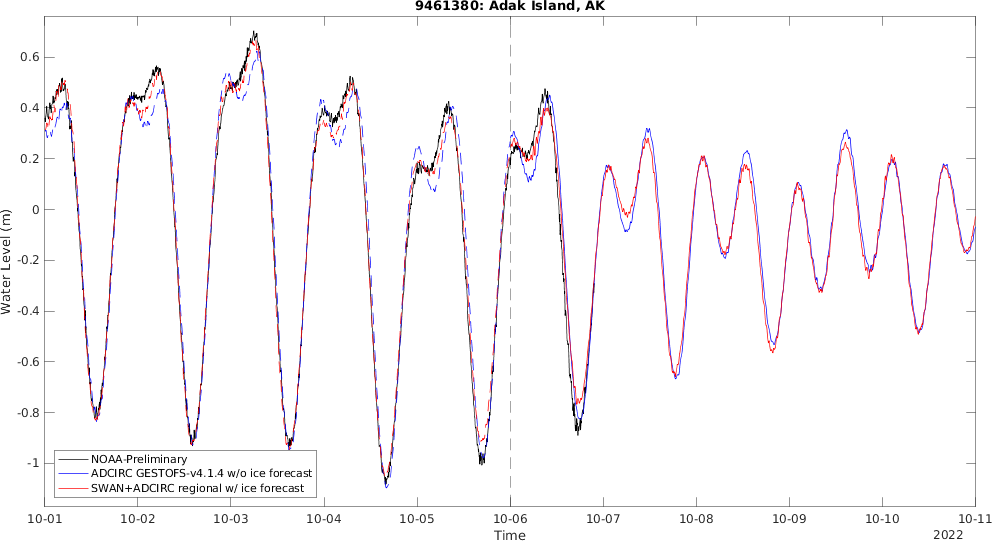 9461380: Adak Island, AK
Water Level (m)
0.6
0.4
0.2
0
-0.2
-0.4
-0.6
-0.8
-1
NOAA-Preliminary
ADCIRC GESTOFS-v4.1.4 w/o ice forecast
SWAN+ADCIRC regional w/ ice forecast
10-01 10-02 10-03 10-04 10-05 10-06 10-07 10-08 10-09 10-10 10-11
Time
2022